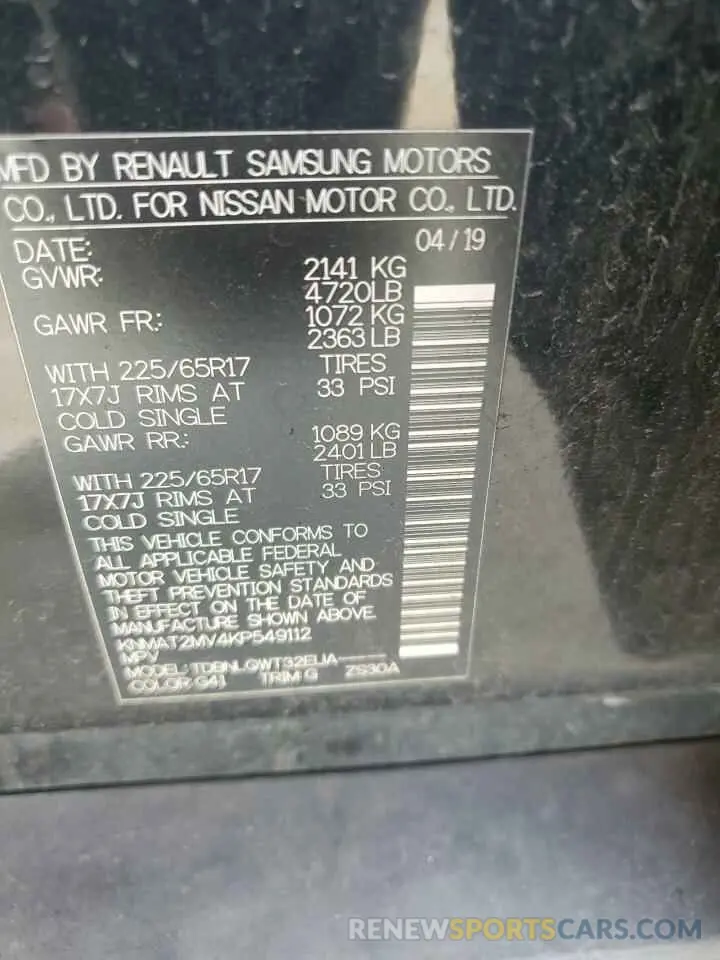 MFD BY RENAULT SAMSUNG MOTORS
CO., LTD. FOR NISSAN MOTOR CO., LTD.
DATE: 04/19
GVWR: 2141 KG
4720LB
GAWR FR: 1072 KG
2363 LB
WITH 225/65R17 TIRES
17X7J RIMS AT 33 PSI
COLD SINGLE
GAWR RR: 1089 KG
2401 LB
WITH 225/65R17 TIRES
17X7J RIMS AT 33 PSI
COLD SINGLE
THIS VEHICLE CONFORMS TO
ALL APPLICABLE FEDERAL
MOTOR VEHICLE SAFETY AND
THEFT PREVENTION STANDARDS
IN EFFECT ON THE DATE OF
MANUFACTURE SHOWN ABOVE.
KNMAT2MV4KP549112
MPV
MODEL: TDBNLQWT32EUA-----
COLOR: G41 TRIM: G ZS30A
RENEWSPORTSCARS.COM